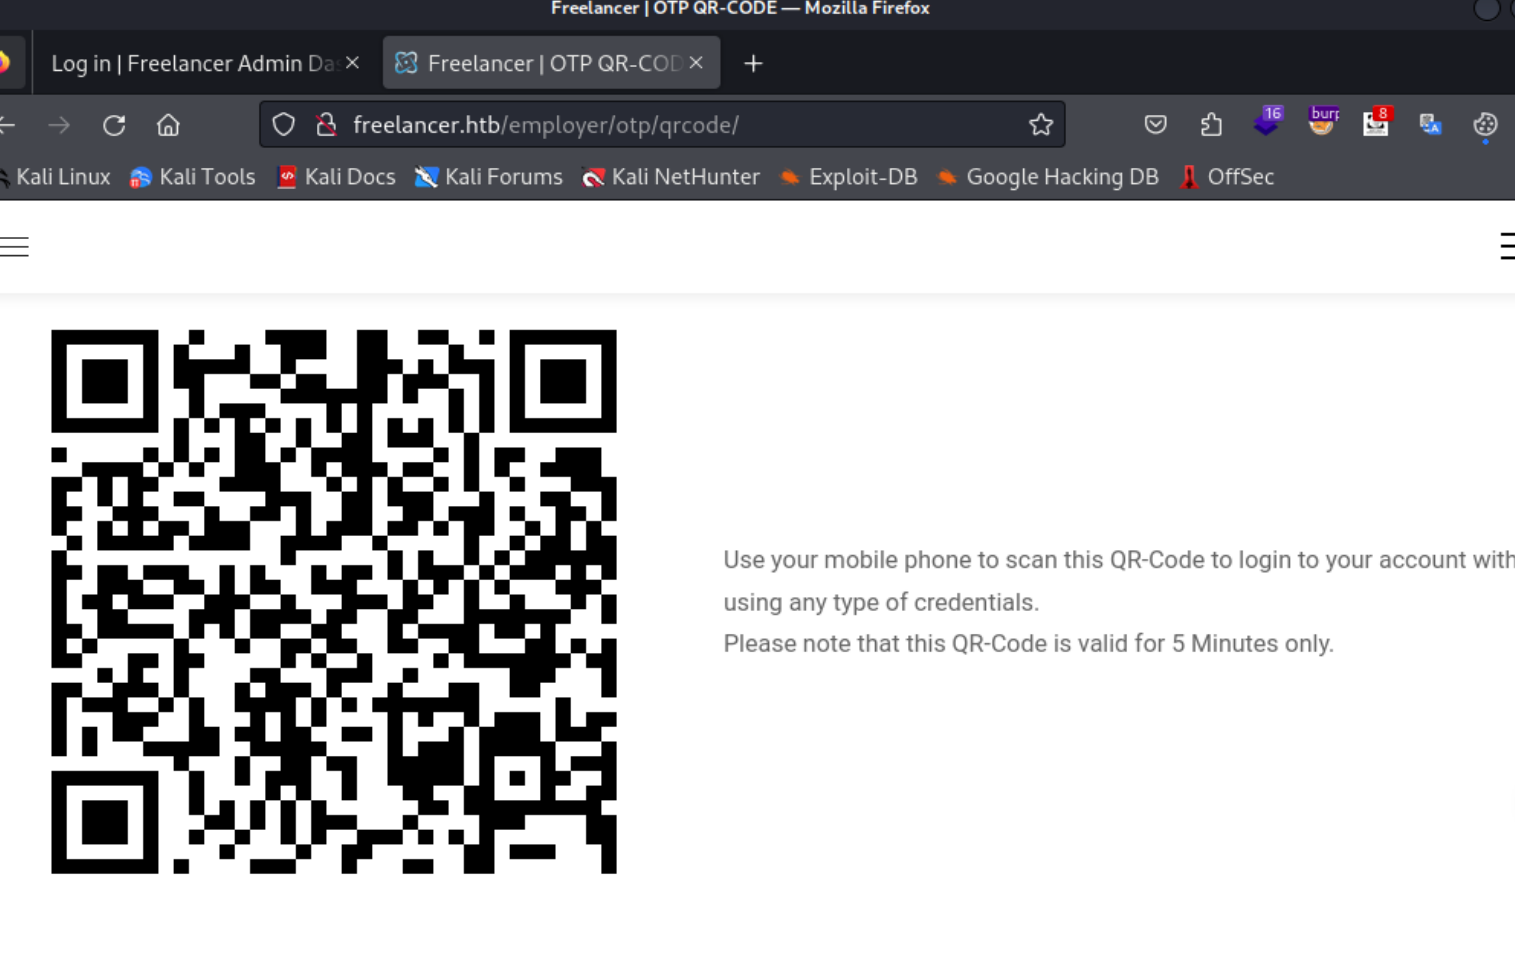 Freelancer | OTP QR-CODE — Mozilla Firefox
Log in | Freelancer Admin Da
Freelancer | OTP QR-COD
freelancer.htb/employer/otp/qrcode/
16
burp
8
Kali Linux
Kali Tools
Kali Docs
Kali Forums
Kali NetHunter
Exploit-DB
Google Hacking DB
OffSec
Use your mobile phone to scan this QR-Code to login to your account with
using any type of credentials.
Please note that this QR-Code is valid for 5 Minutes only.